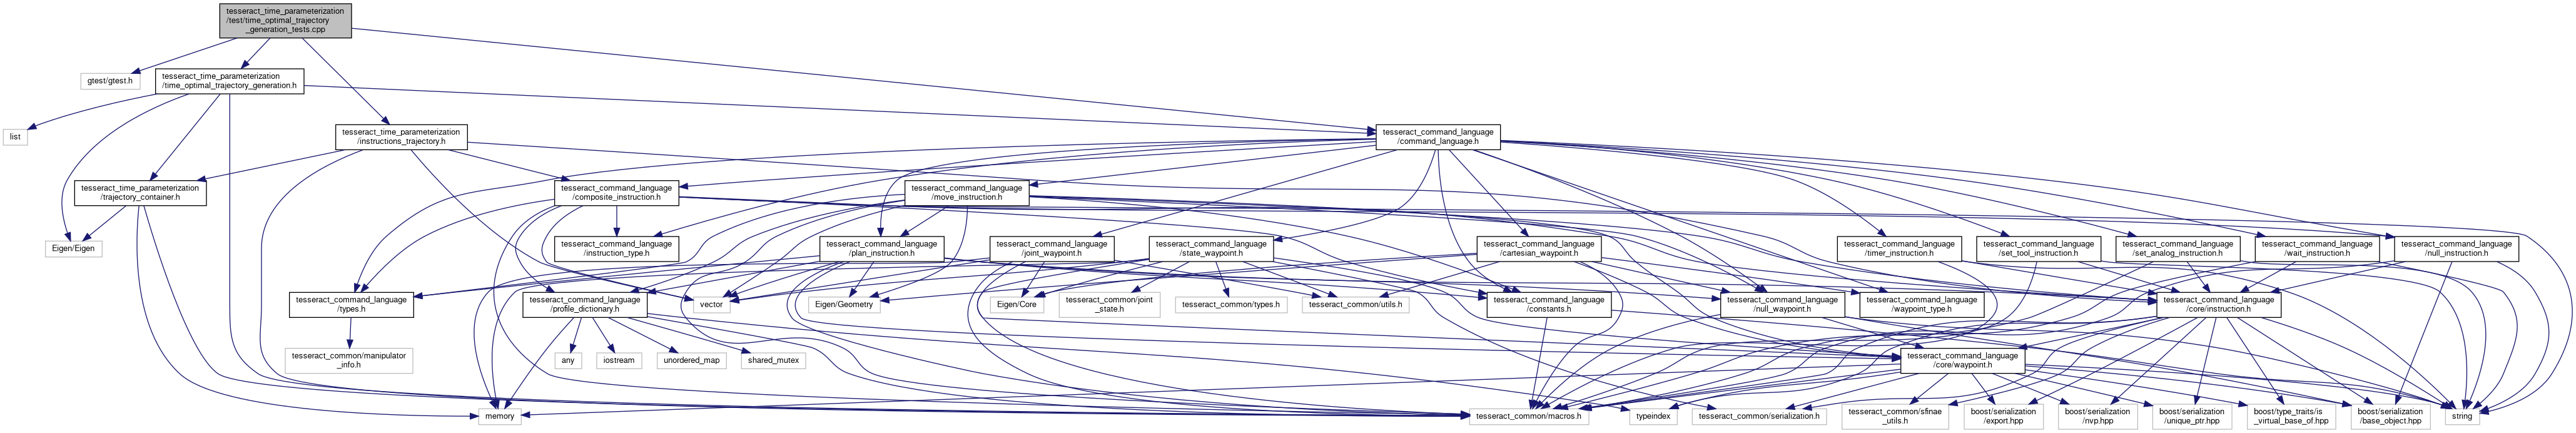 tesseract_time_parameterization
/test/time_optimal_trajectory
_generation_tests.cpp
gtest/gtest.h
tesseract_time_parameterization
/time_optimal_trajectory_generation.h
list
tesseract_time_parameterization
/instructions_trajectory.h
tesseract_command_language
/command_language.h
tesseract_time_parameterization
/trajectory_container.h
tesseract_command_language
/composite_instruction.h
tesseract_command_language
/move_instruction.h
Eigen/Eigen
tesseract_command_language
/instruction_type.h
tesseract_command_language
/plan_instruction.h
tesseract_command_language
/joint_waypoint.h
tesseract_command_language
/state_waypoint.h
tesseract_command_language
/cartesian_waypoint.h
tesseract_command_language
/timer_instruction.h
tesseract_command_language
/set_tool_instruction.h
tesseract_command_language
/set_analog_instruction.h
tesseract_command_language
/wait_instruction.h
tesseract_command_language
/null_instruction.h
tesseract_command_language
/types.h
tesseract_command_language
/profile_dictionary.h
vector
Eigen/Geometry
Eigen/Core
tesseract_common/joint
_state.h
tesseract_common/types.h
tesseract_common/utils.h
tesseract_command_language
/constants.h
tesseract_command_language
/null_waypoint.h
tesseract_command_language
/waypoint_type.h
tesseract_command_language
/core/instruction.h
tesseract_common/manipulator
_info.h
any
iostream
unordered_map
shared_mutex
tesseract_command_language
/core/waypoint.h
memory
tesseract_common/macros.h
typeindex
tesseract_common/serialization.h
tesseract_common/sfinae
_utils.h
boost/serialization
/export.hpp
boost/serialization
/nvp.hpp
boost/serialization
/unique_ptr.hpp
boost/type_traits/is
_virtual_base_of.hpp
boost/serialization
/base_object.hpp
string